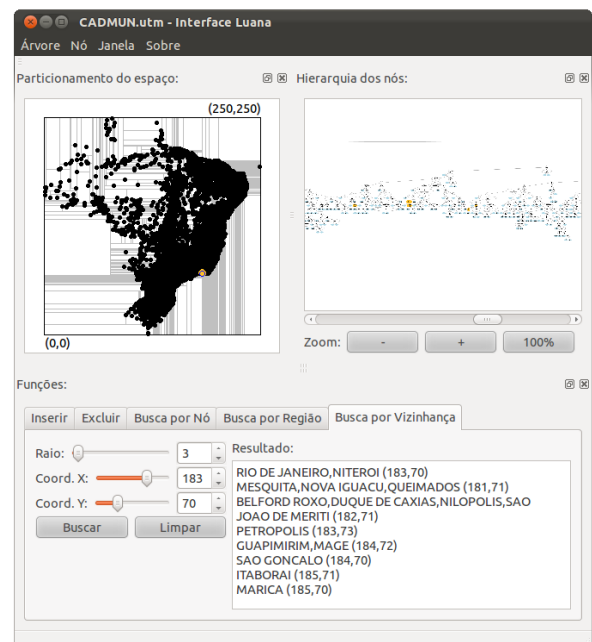 CADMUN.utm - Interface Luana
Árvore Nó Janela Sobre
Particionamento do espaço:
Hierarquia dos nós:
(250,250)
(0,0)
Zoom:
-
+
100%
Funções:
Inserir
Excluir
Busca por Nó
Busca por Região
Busca por Vizinhança
Raio:
3
Coord. X:
183
Coord. Y:
70
Buscar
Limpar
Resultado:
RIO DE JANEIRO,NITEROI (183,70)
MESQUITA,NOVA IGUACU,QUEIMADOS (181,71)
BELFORD ROXO,DUQUE DE CAXIAS,NILOPOLIS,SAO
JOAO DE MERITI (182,71)
PETROPOLIS (183,73)
GUAPIMIRIM,MAGE (184,72)
SAO GONCALO (184,70)
ITABORAI (185,71)
MARICA (185,70)